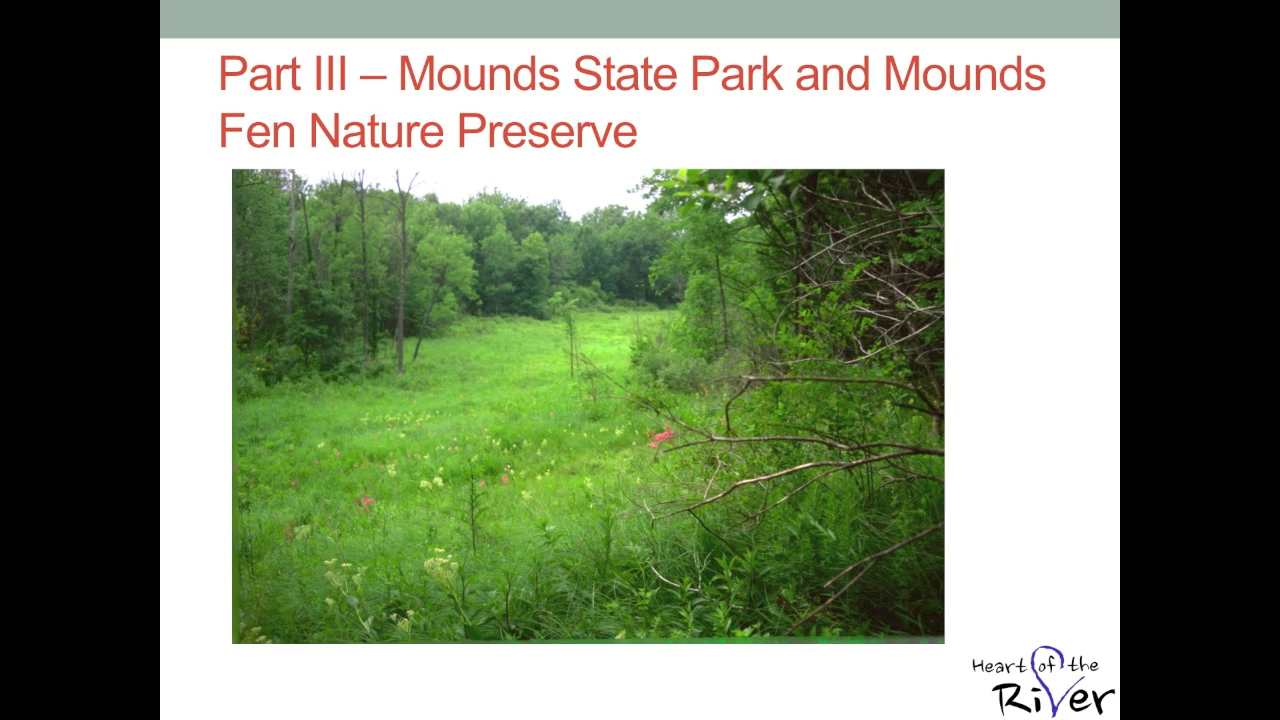 Part III – Mounds State Park and Mounds
Fen Nature Preserve
Heart of the
River